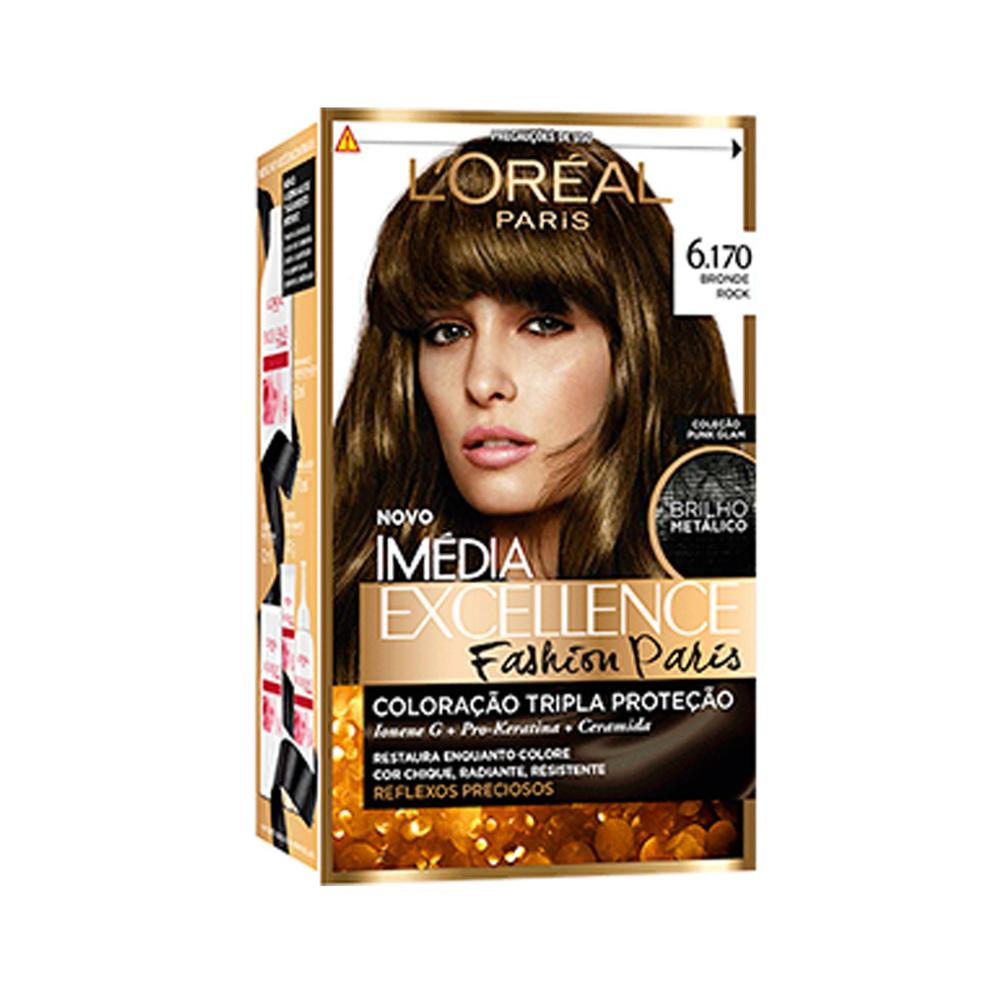 PRECAUÇÕES DE USO
L'ORÉAL
PARiS
6.170
BRONDE
ROCK
COLEÇÃO
PUNK GLAM
BRILHO
METÁLICO
NOVO
IMÉDIA
EXCELLENCE
Fashion Paris
COLORAÇÃO TRIPLA PROTEÇÃO
Ionene G + Pro-Keratina + Ceramida
RESTAURA ENQUANTO COLORE
COR CHIQUE, RADIANTE, RESISTENTE
REFLEXOS PRECIOSOS